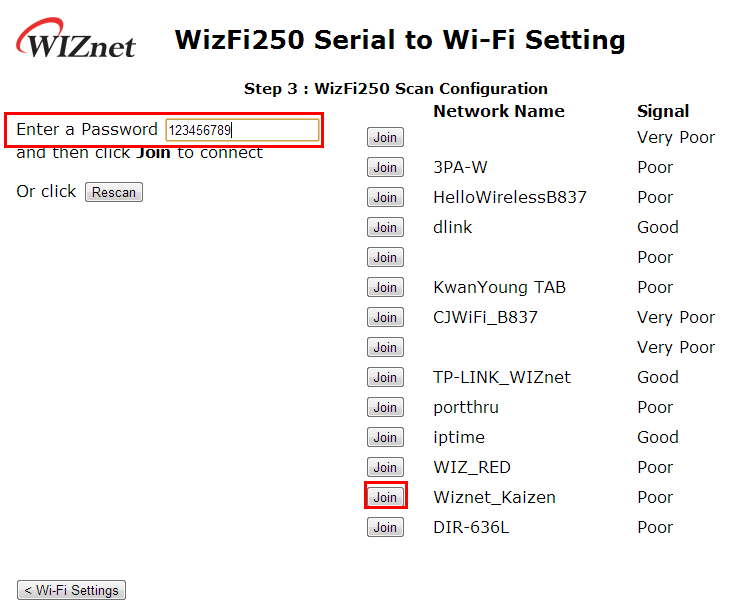 WIZnet
WizFi250 Serial to Wi-Fi Setting
Step 3 : WizFi250 Scan Configuration
Enter a Password 123456789
and then click Join to connect
Or click Rescan
Network Name Signal
Join Very Poor
Join 3PA-W Poor
Join HelloWirelessB837 Poor
Join dlink Good
Join Poor
Join KwanYoung TAB Poor
Join CJWiFi_B837 Very Poor
Join Very Poor
Join TP-LINK_WIZnet Good
Join portthru Poor
Join iptime Good
Join WIZ_RED Poor
Join Wiznet_Kaizen Poor
Join DIR-636L Poor
< Wi-Fi Settings